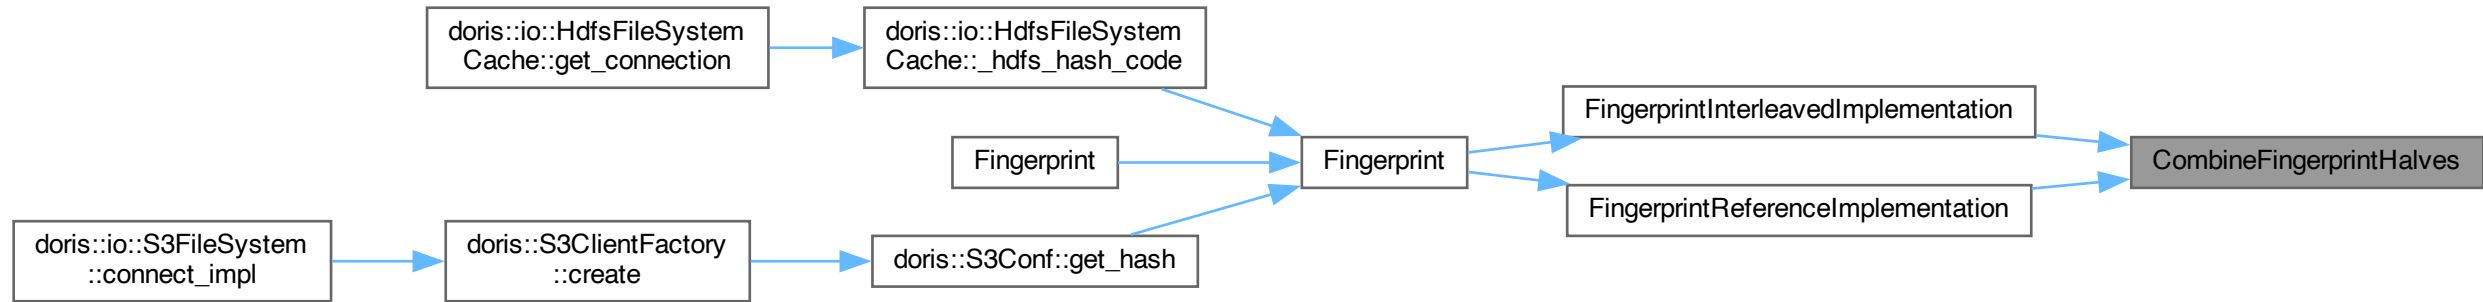 doris::io::HdfsFileSystem
Cache::get_connection
doris::io::HdfsFileSystem
Cache::_hdfs_hash_code
FingerprintInterleavedImplementation
Fingerprint
Fingerprint
CombineFingerprintHalves
FingerprintReferenceImplementation
doris::io::S3FileSystem
::connect_impl
doris::S3ClientFactory
::create
doris::S3Conf::get_hash